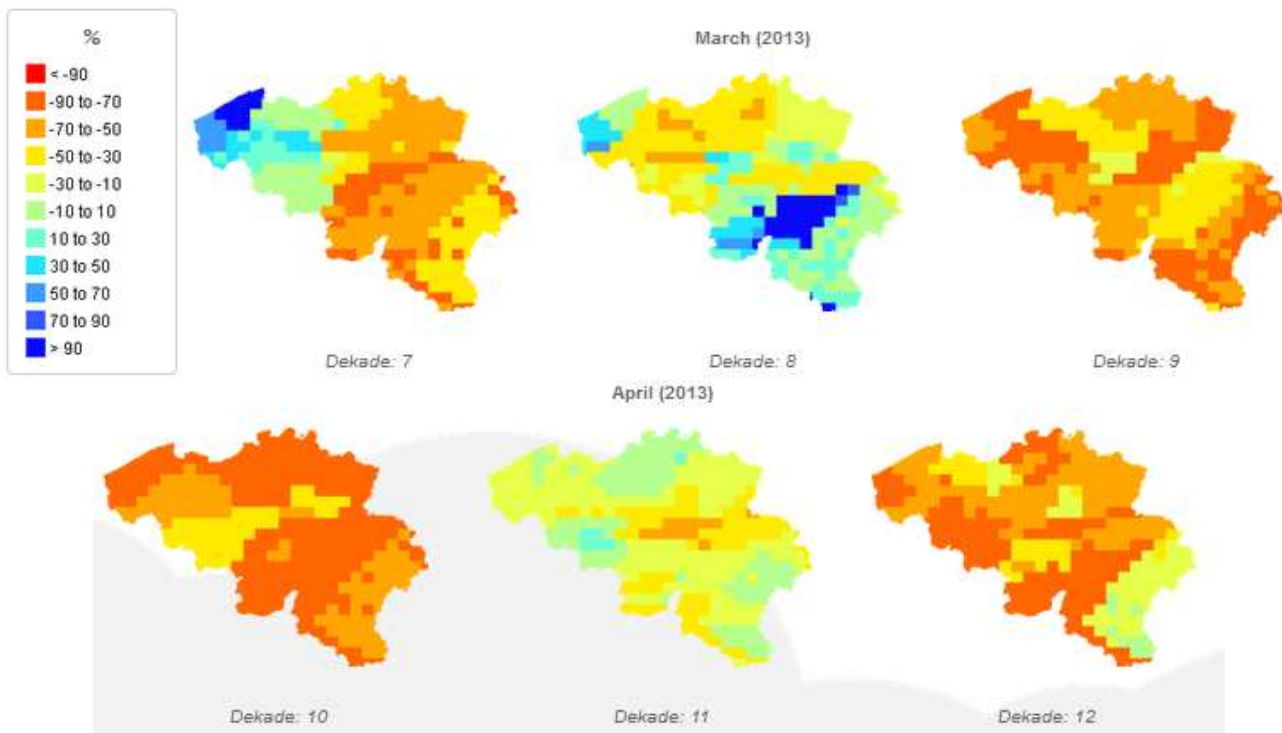 %
< -90
-90 to -70
-70 to -50
-50 to -30
-30 to -10
-10 to 10
10 to 30
30 to 50
50 to 70
70 to 90
> 90
March (2013)
Dekade: 7
Dekade: 8
Dekade: 9
April (2013)
Dekade: 10
Dekade: 11
Dekade: 12